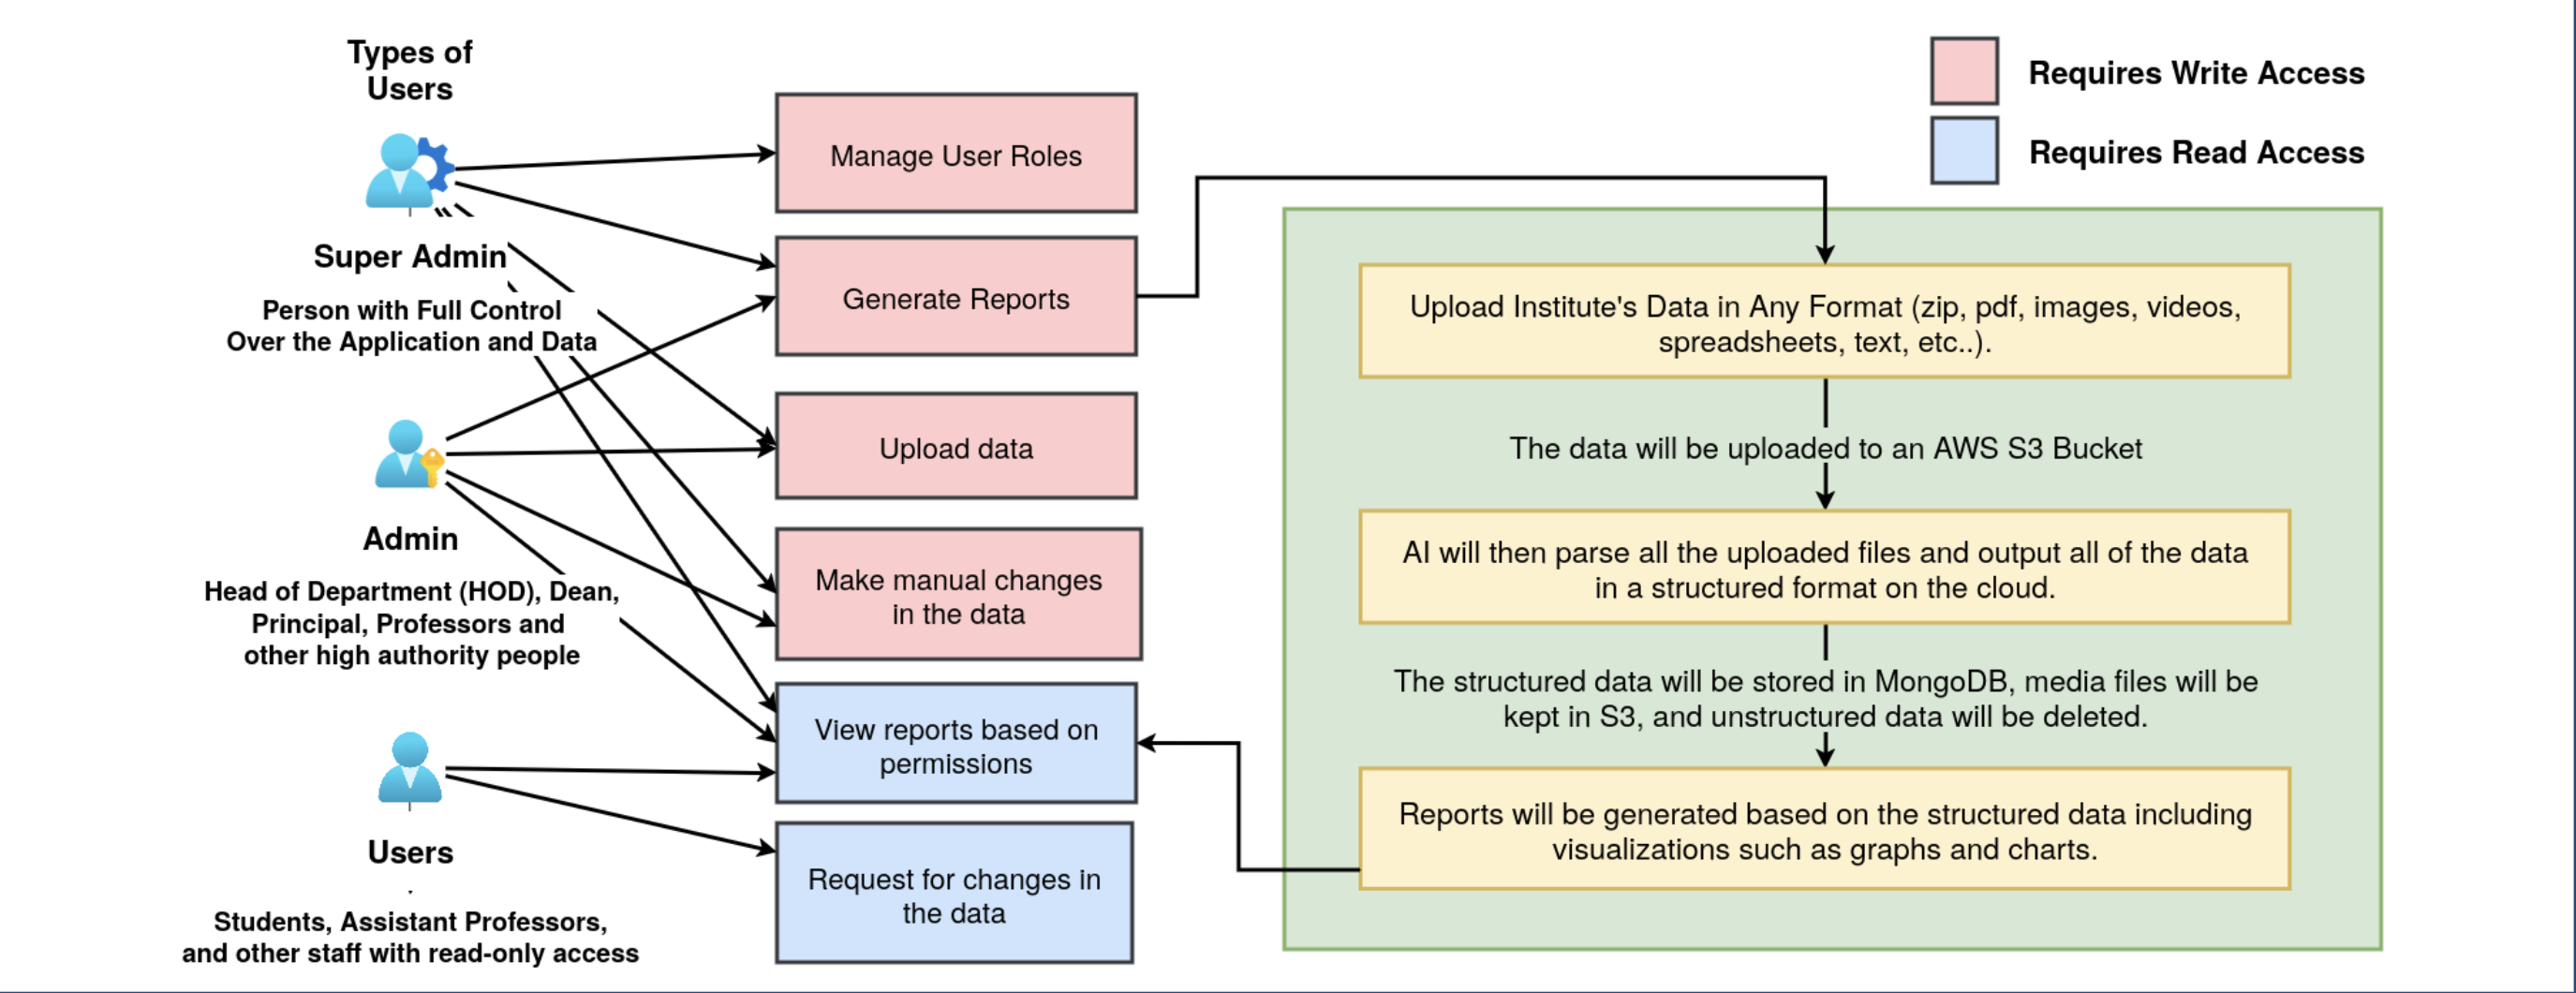 Types of
Users
Super Admin
Person with Full Control
Over the Application and Data
Admin
Head of Department (HOD), Dean,
Principal, Professors and
other high authority people
Users
Students, Assistant Professors,
and other staff with read-only access
Manage User Roles
Generate Reports
Upload data
Make manual changes
in the data
View reports based on
permissions
Request for changes in
the data
Requires Write Access
Requires Read Access
Upload Institute's Data in Any Format (zip, pdf, images, videos,
spreadsheets, text, etc..).
The data will be uploaded to an AWS S3 Bucket
AI will then parse all the uploaded files and output all of the data
in a structured format on the cloud.
The structured data will be stored in MongoDB, media files will be
kept in S3, and unstructured data will be deleted.
Reports will be generated based on the structured data including
visualizations such as graphs and charts.